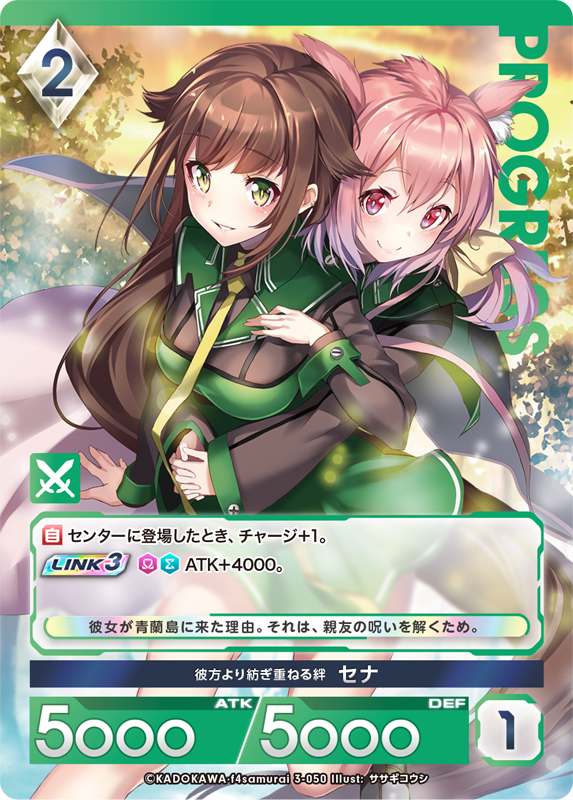 2
PROGRESS
自 センターに登場したとき、チャージ+1。
LINK3 Ω Σ ATK+4000。
彼女が青蘭島に来た理由。それは、親友の呪いを解くため。
彼方より紡ぎ重ねる絆 セナ
ATK DEF
5000 5000 1
©KADOKAWA・f4samurai 3-050 Illust: ササギコウシ